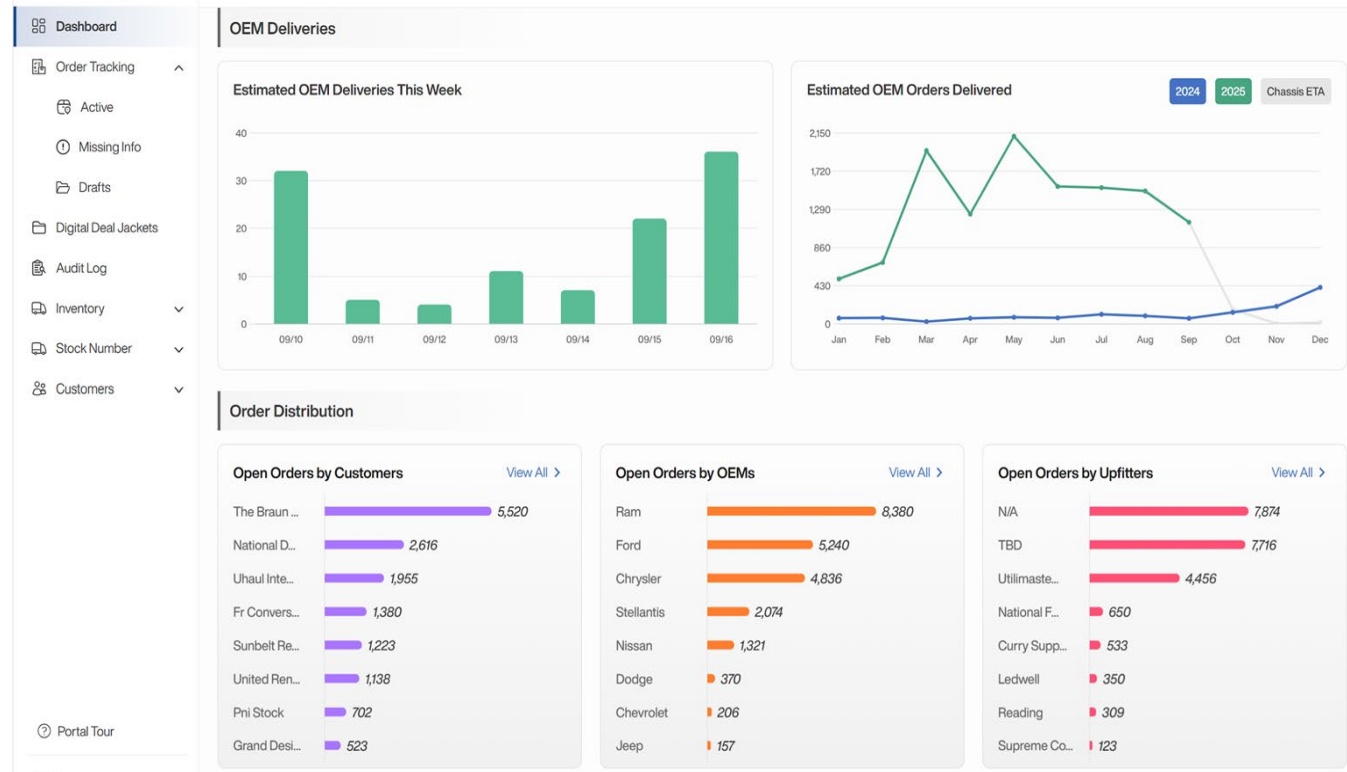 Dashboard
Order Tracking
Active
Missing Info
Drafts
Digital Deal Jackets
Audit Log
Inventory
Stock Number
Customers
Portal Tour
OEM Deliveries
Estimated OEM Deliveries This Week
40
30
20
10
0
09/10 09/11 09/12 09/13 09/14 09/15 09/16
Estimated OEM Orders Delivered
2024 2025 Chassis ETA
2,150
1,720
1,290
860
430
0
Jan Feb Mar Apr May Jun Jul Aug Sep Oct Nov Dec
Order Distribution
Open Orders by Customers View All
The Braun ... 5,520
National D... 2,616
Uhaul Inte... 1,955
Fr Convers... 1,380
Sunbelt Re... 1,223
United Ren... 1,138
Pni Stock 702
Grand Desi... 523
Open Orders by OEMs View All
Ram 8,380
Ford 5,240
Chrysler 4,836
Stellantis 2,074
Nissan 1,321
Dodge 370
Chevrolet 206
Jeep 157
Open Orders by Upfitters View All
N/A 7,874
TBD 7,716
Utilimaste... 4,456
National F... 650
Curry Supp... 533
Ledwell 350
Reading 309
Supreme Co... 123